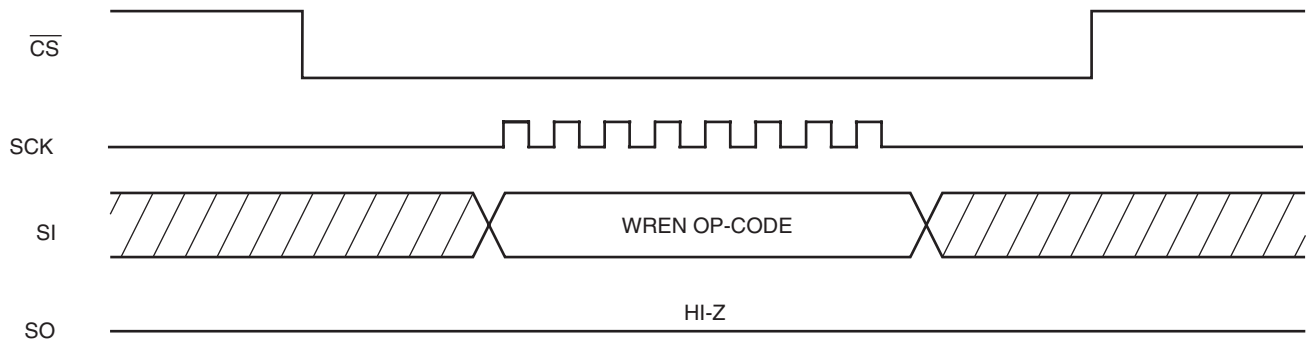 CS
SCK
SI
WREN OP-CODE
HI-Z
SO